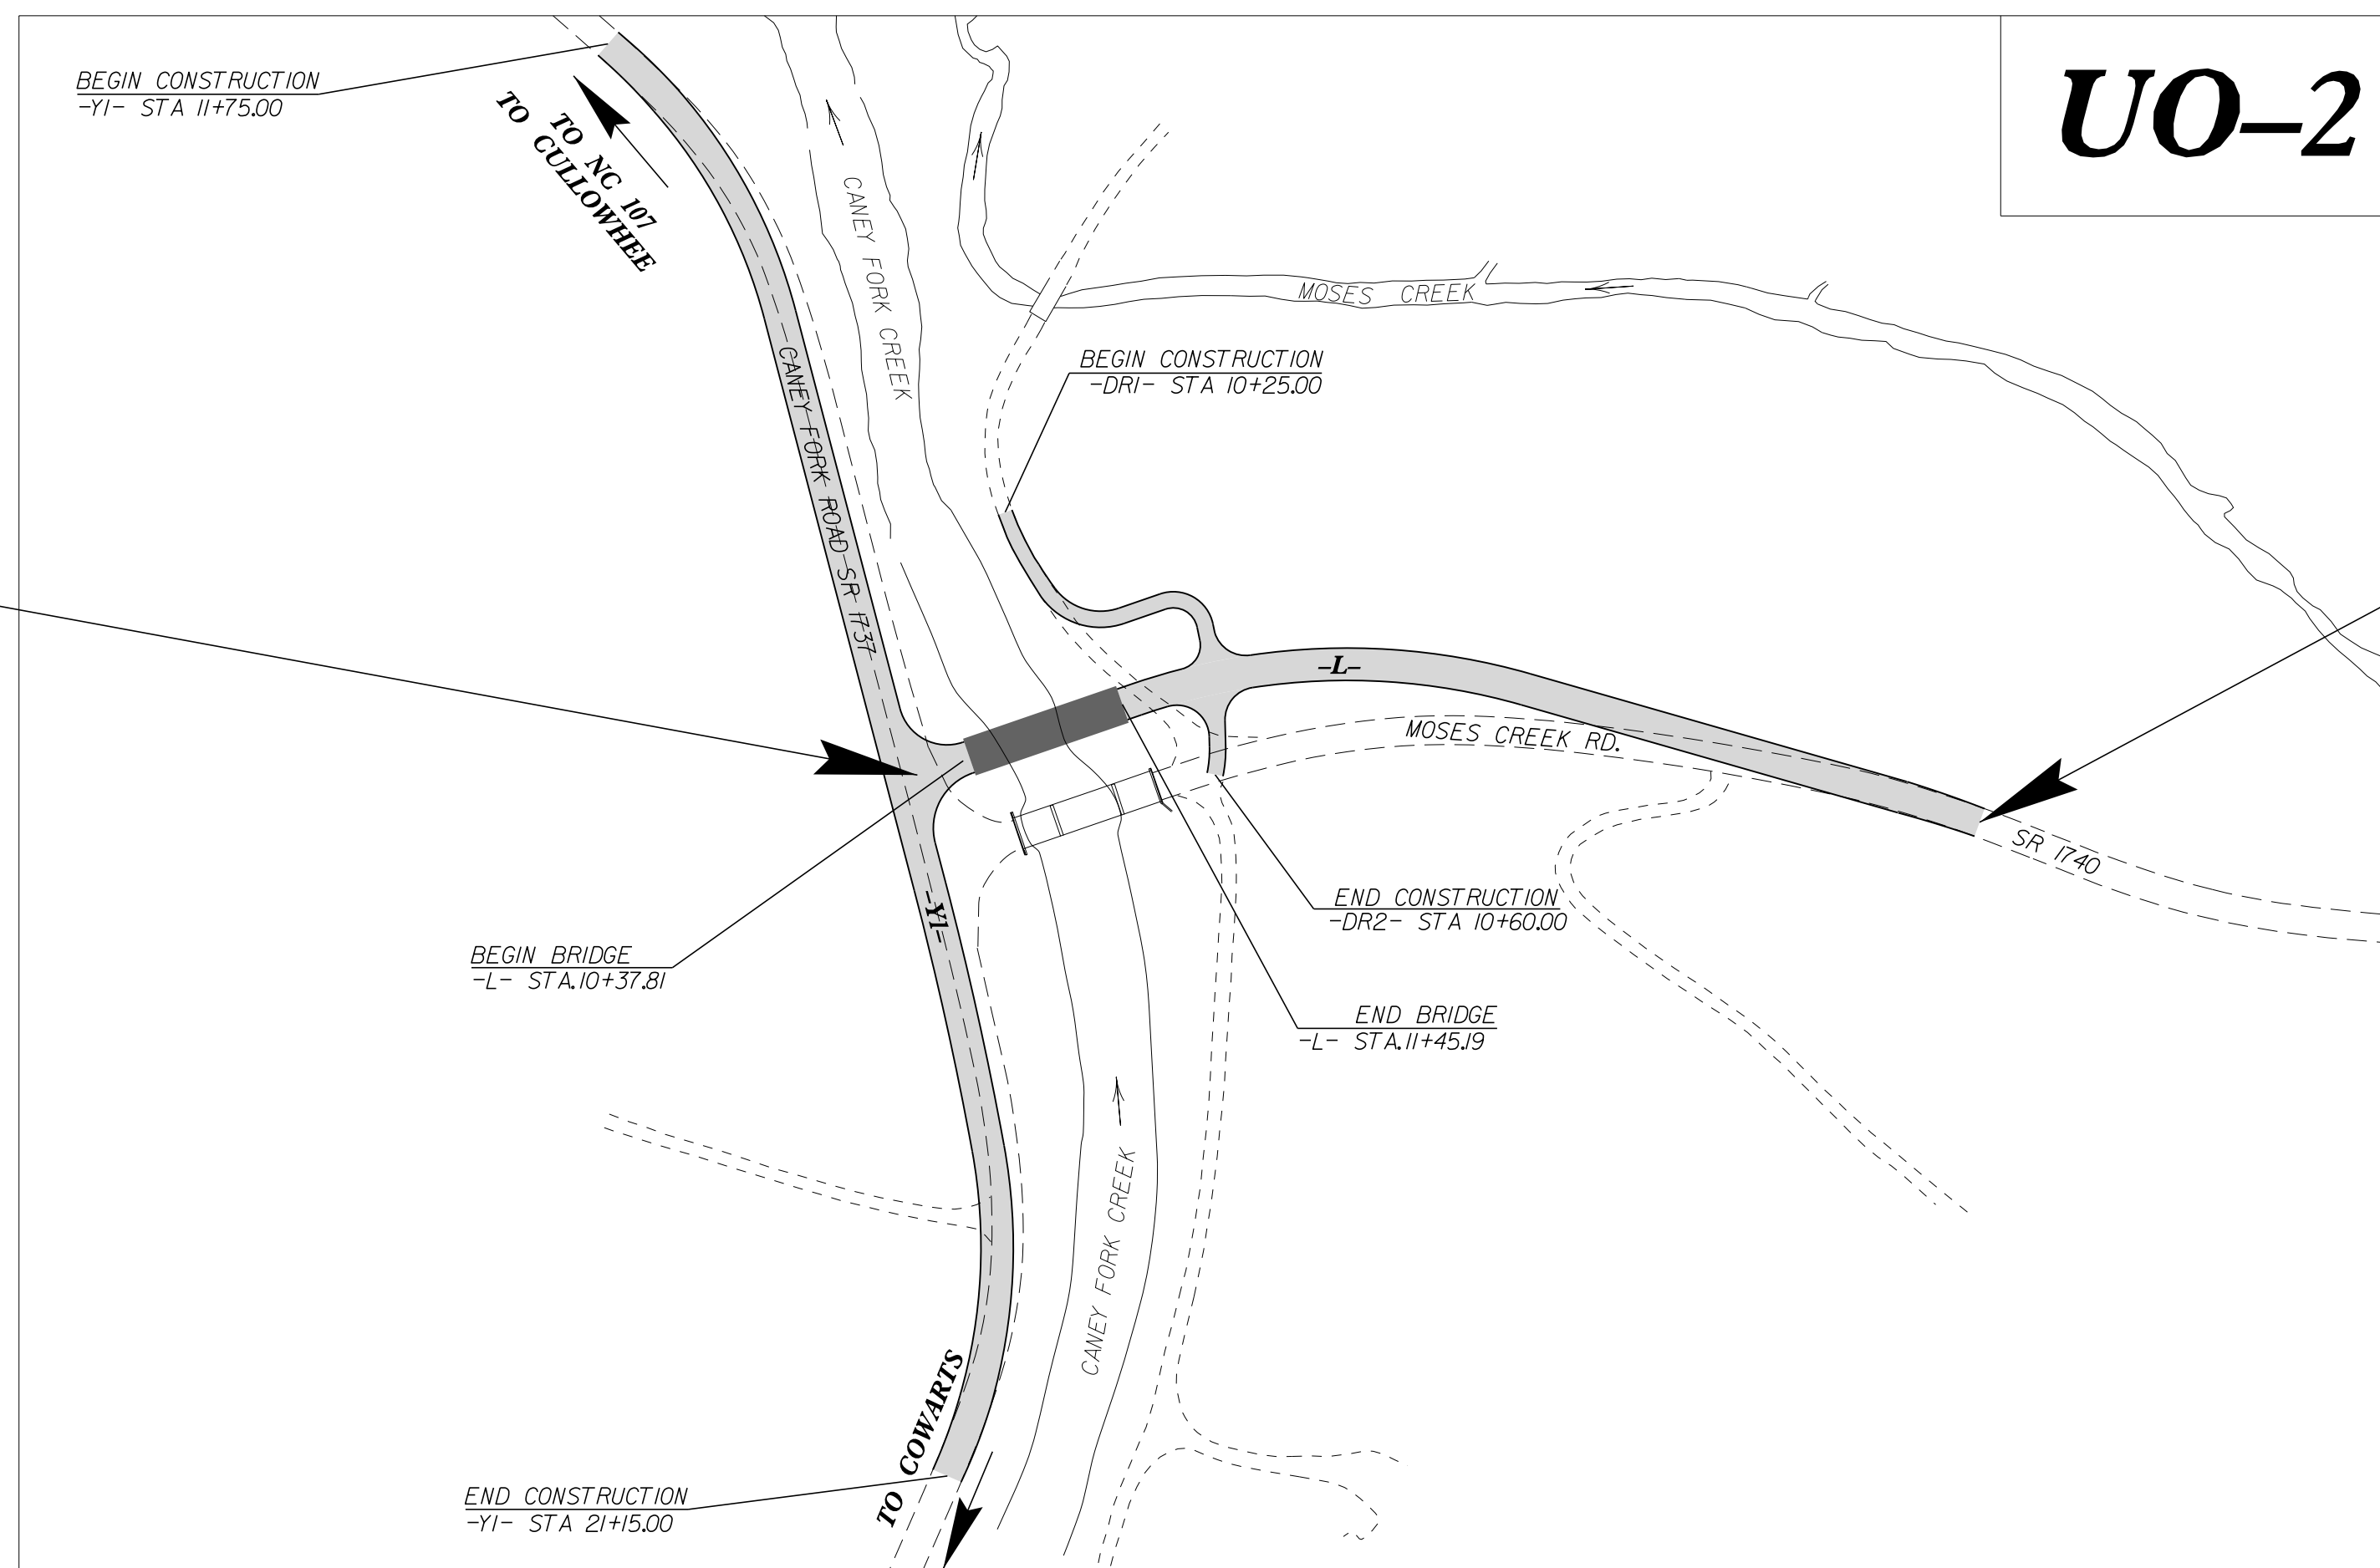 UO-2
BEGIN CONSTRUCTION
-Y1- STA 11+75.00
TO NC 107
TO CULLOWHEE
CANEY FORK CREEK
MOSES CREEK
BEGIN CONSTRUCTION
-DR1- STA 10+25.00
CANEY FORK ROAD SR 1737
-L-
MOSES CREEK RD.
SR 1740
-Y1-
END CONSTRUCTION
-DR2- STA 10+60.00
BEGIN BRIDGE
-L- STA.10+37.81
END BRIDGE
-L- STA.11+45.19
CANEY FORK CREEK
TO COWARTS
END CONSTRUCTION
-Y1- STA 21+15.00